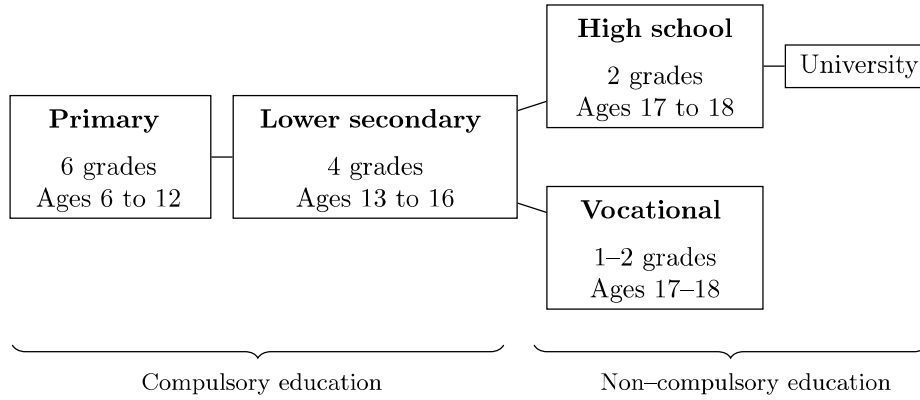 Primary
6 grades
Ages 6 to 12
Lower secondary
4 grades
Ages 13 to 16
High school
2 grades
Ages 17 to 18
University
Vocational
1–2 grades
Ages 17–18
Compulsory education
Non–compulsory education